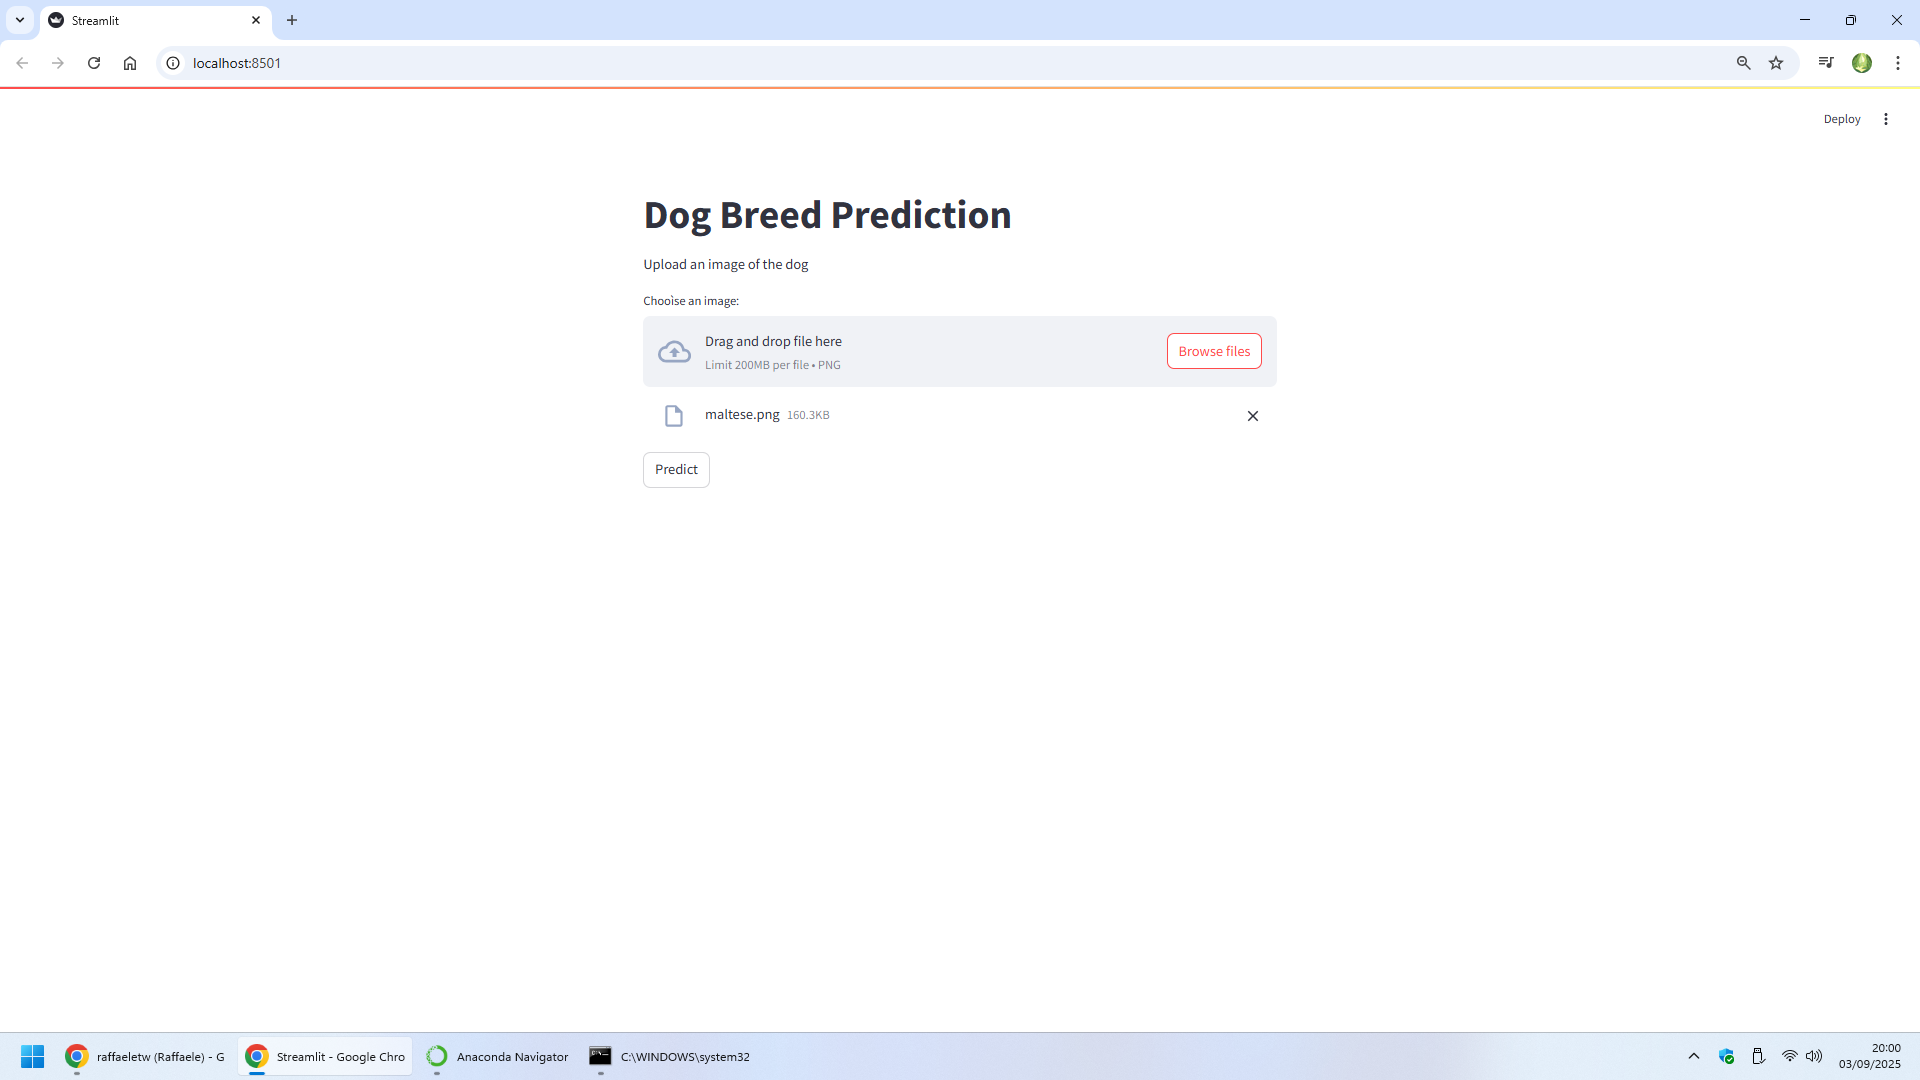 Streamlit
localhost:8501
Deploy
Dog Breed Prediction
Upload an image of the dog
Chooìse an image:
Drag and drop file here
Limit 200MB per file • PNG
Browse files
maltese.png 160.3KB
Predict
raffaeletw (Raffaele) - G
Streamlit - Google Chro
Anaconda Navigator
C:\WINDOWS\system32
20:00
03/09/2025